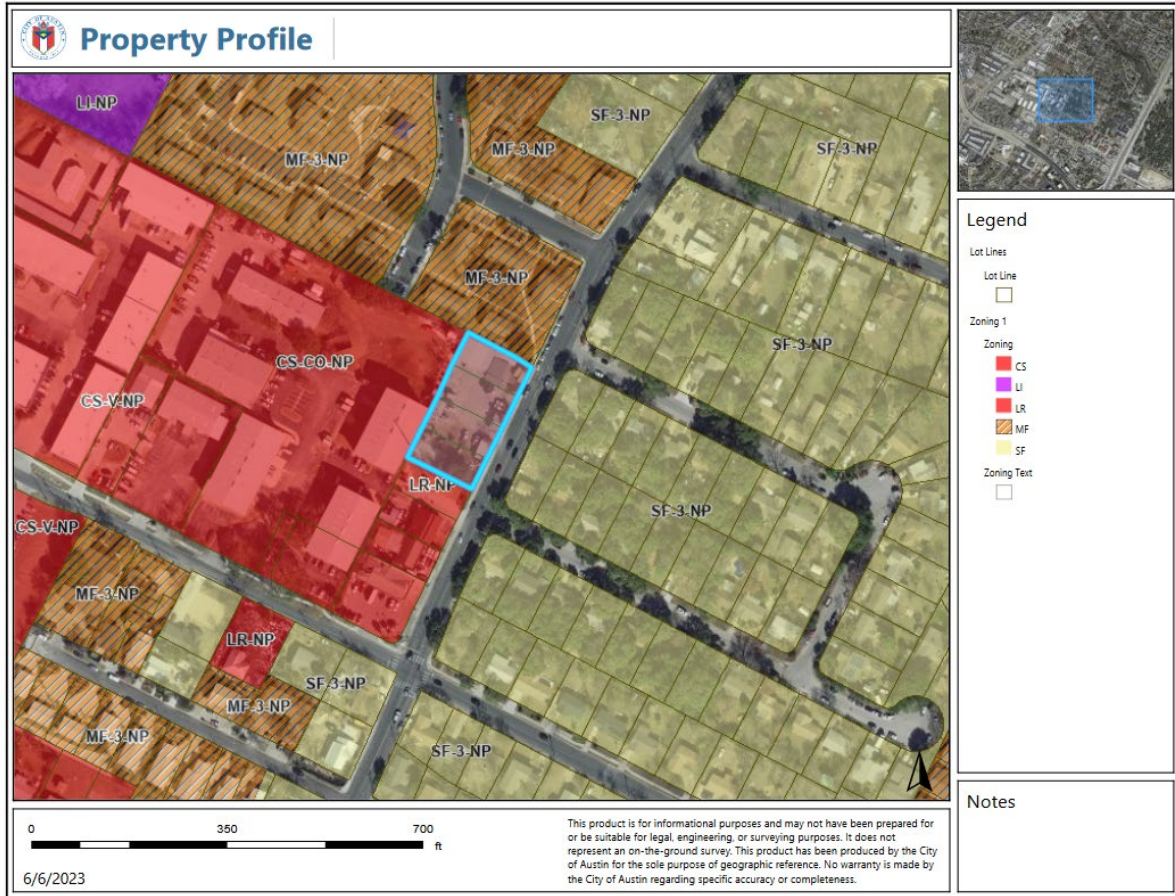 Property Profile
LI-NP
MF-3-NP
SF-3-NP
MF-3-NP
SF-3-NP
MF-3-NP
SF-3-NP
CS-CO-NP
CS-V-NP
LR-NP
SF-3-NP
CS-V-NP
MF-3-NP
LR-NP
SF-3-NP
MF-3-NP
MF-3-NP
SF-3-NP
Legend
Lot Lines
Lot Line
Zoning 1
Zoning
CS
LI
LR
MF
SF
Zoning Text
Notes
0 350 700
ft
6/6/2023
This product is for informational purposes and may not have been prepared for
or be suitable for legal, engineering, or surveying purposes. It does not
represent an on-the-ground survey. This product has been produced by the City
of Austin for the sole purpose of geographic reference. No warranty is made by
the City of Austin regarding specific accuracy or completeness.